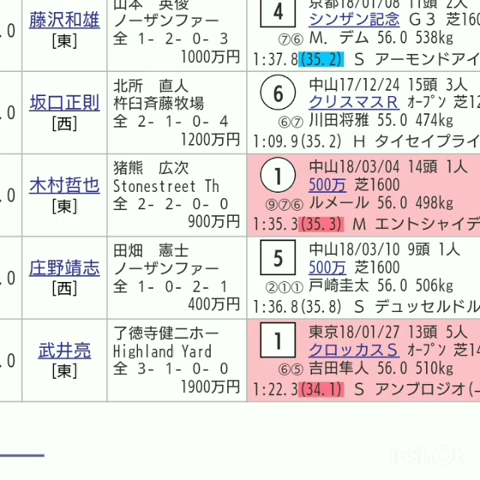 .0
藤沢和雄
[東]
山本 英俊
ノーザンファー
全 1- 2- 0- 3
1000万円
4
京都18/01/08 11頭 2人
シンザン記念 G3 芝160
⑦⑥ M. デム 56.0 538kg
1:37.8(35.2) S アーモンドアイ
.0
坂口正則
[西]
北所 直人
杵臼斉藤牧場
全 2- 1- 0- 4
1200万円
6
中山17/12/24 15頭 3人
クリスマスR オープン 芝12
⑥⑦ 川田将雅 55.0 474kg
1:09.9(35.2) H タイセイプライ
.0
木村哲也
[東]
猪熊 広次
Stonestreet Th
全 2- 2- 0- 0
900万円
1
中山18/03/04 14頭 1人
500万 芝1600
⑨⑦⑥ ルメール 56.0 498kg
1:35.3(35.3) M エントシャイデ
.0
庄野靖志
[西]
田畑 憲士
ノーザンファー
全 1- 0- 2- 1
400万円
5
中山18/03/10 9頭 1人
500万 芝1600
②①① 戸崎圭太 56.0 506kg
1:36.8(35.8) S デュッセルドル
.0
武井亮
[東]
了徳寺健二ホー
Highland Yard
全 3- 1- 0- 0
1900万円
1
東京18/01/27 13頭 5人
クロッカスS オープン 芝14
⑥⑤ 吉田隼人 56.0 510kg
1:22.3(34.1) S アンブロジオ(-